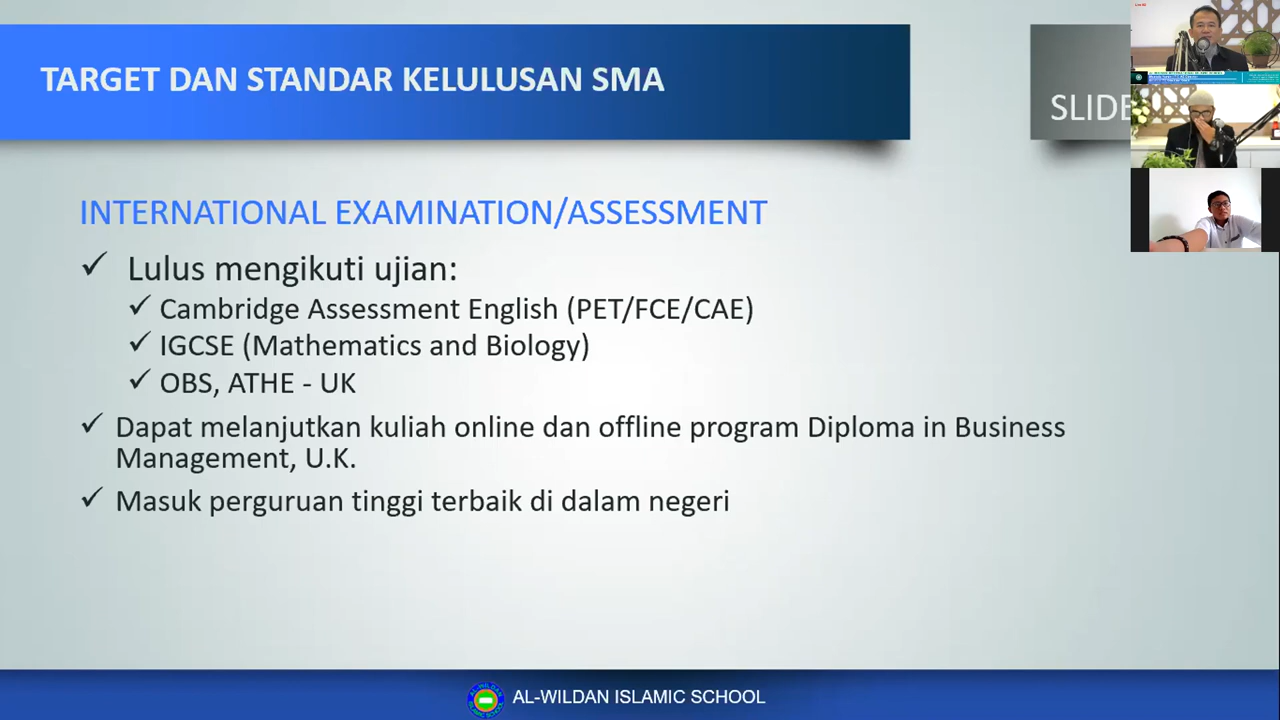 TARGET DAN STANDAR KELULUSAN SMA
SLIDE
INTERNATIONAL EXAMINATION/ASSESSMENT
✓ Lulus mengikuti ujian:
✓ Cambridge Assessment English (PET/FCE/CAE)
✓ IGCSE (Mathematics and Biology)
✓ OBS, ATHE - UK
✓ Dapat melanjutkan kuliah online dan offline program Diploma in Business
Management, U.K.
✓ Masuk perguruan tinggi terbaik di dalam negeri
AL-WILDAN ISLAMIC SCHOOL